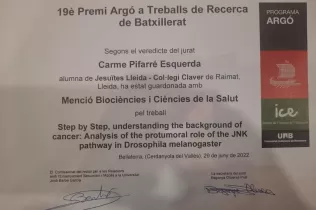 19è Premi Argó a Treballs de Recerca
de Batxillerat
PROGRAMA
ARGÓ
Segons el veredicte del jurat
Carme Pifarré Esquerda
alumna de Jesuïtes Lleida - Col·legi Claver de Raimat,
Lleida, ha estat guardonada amb
Menció Biociències i Ciències de la Salut
pel treball
Step by Step, understanding the background of
cancer: Analysis of the protumoral role of the JNK
pathway in Drosophila melanogaster
ice
Bellaterra, (Cerdanyola del Vallès), 29 de juny de 2022